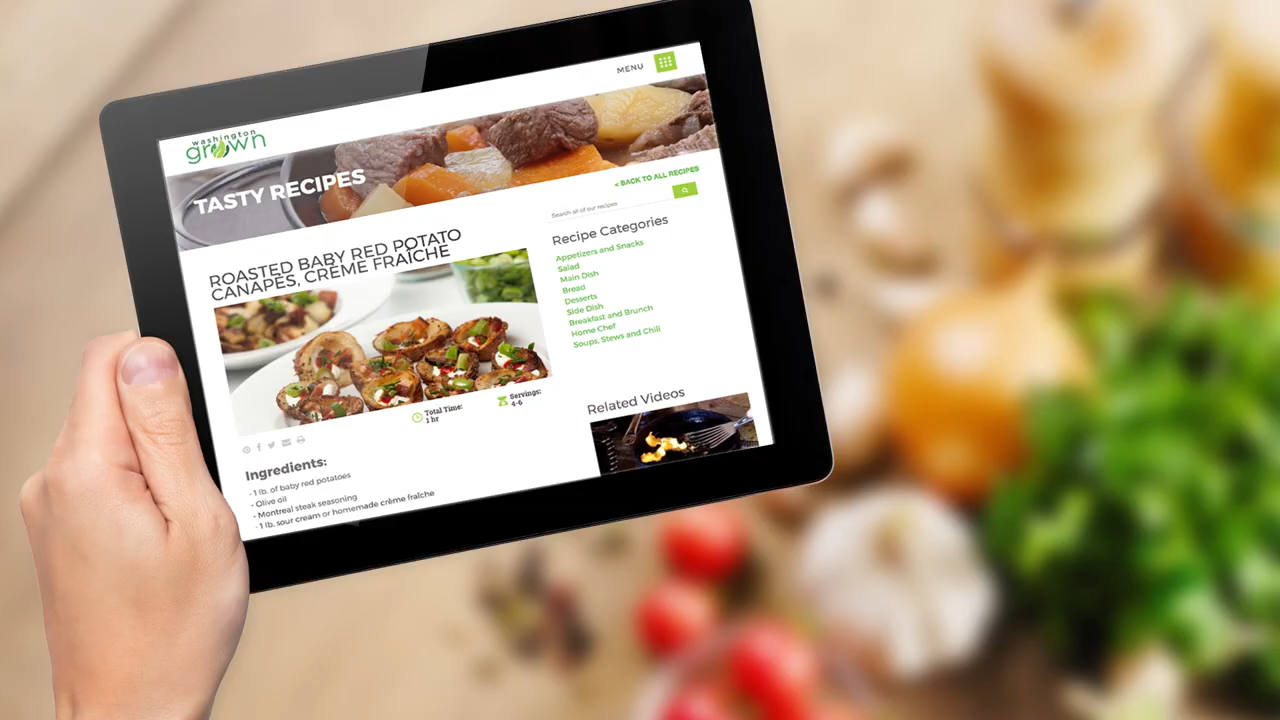 MENU
washington
grown
TASTY RECIPES
< BACK TO ALL RECIPES
Search all of our recipes
ROASTED BABY RED POTATO
CANAPES, CRÈME FRAÎCHE
Total Time:
1 hr
Servings:
4-6
Ingredients:
- 1 lb. of baby red potatoes
- Olive oil
- Montreal steak seasoning
- 1 lb. sour cream or homemade crème fraîche
Recipe Categories
Appetizers and Snacks
Salad
Main Dish
Bread
Desserts
Side Dish
Breakfast and Brunch
Home Chef
Soups, Stews and Chili
Related Videos